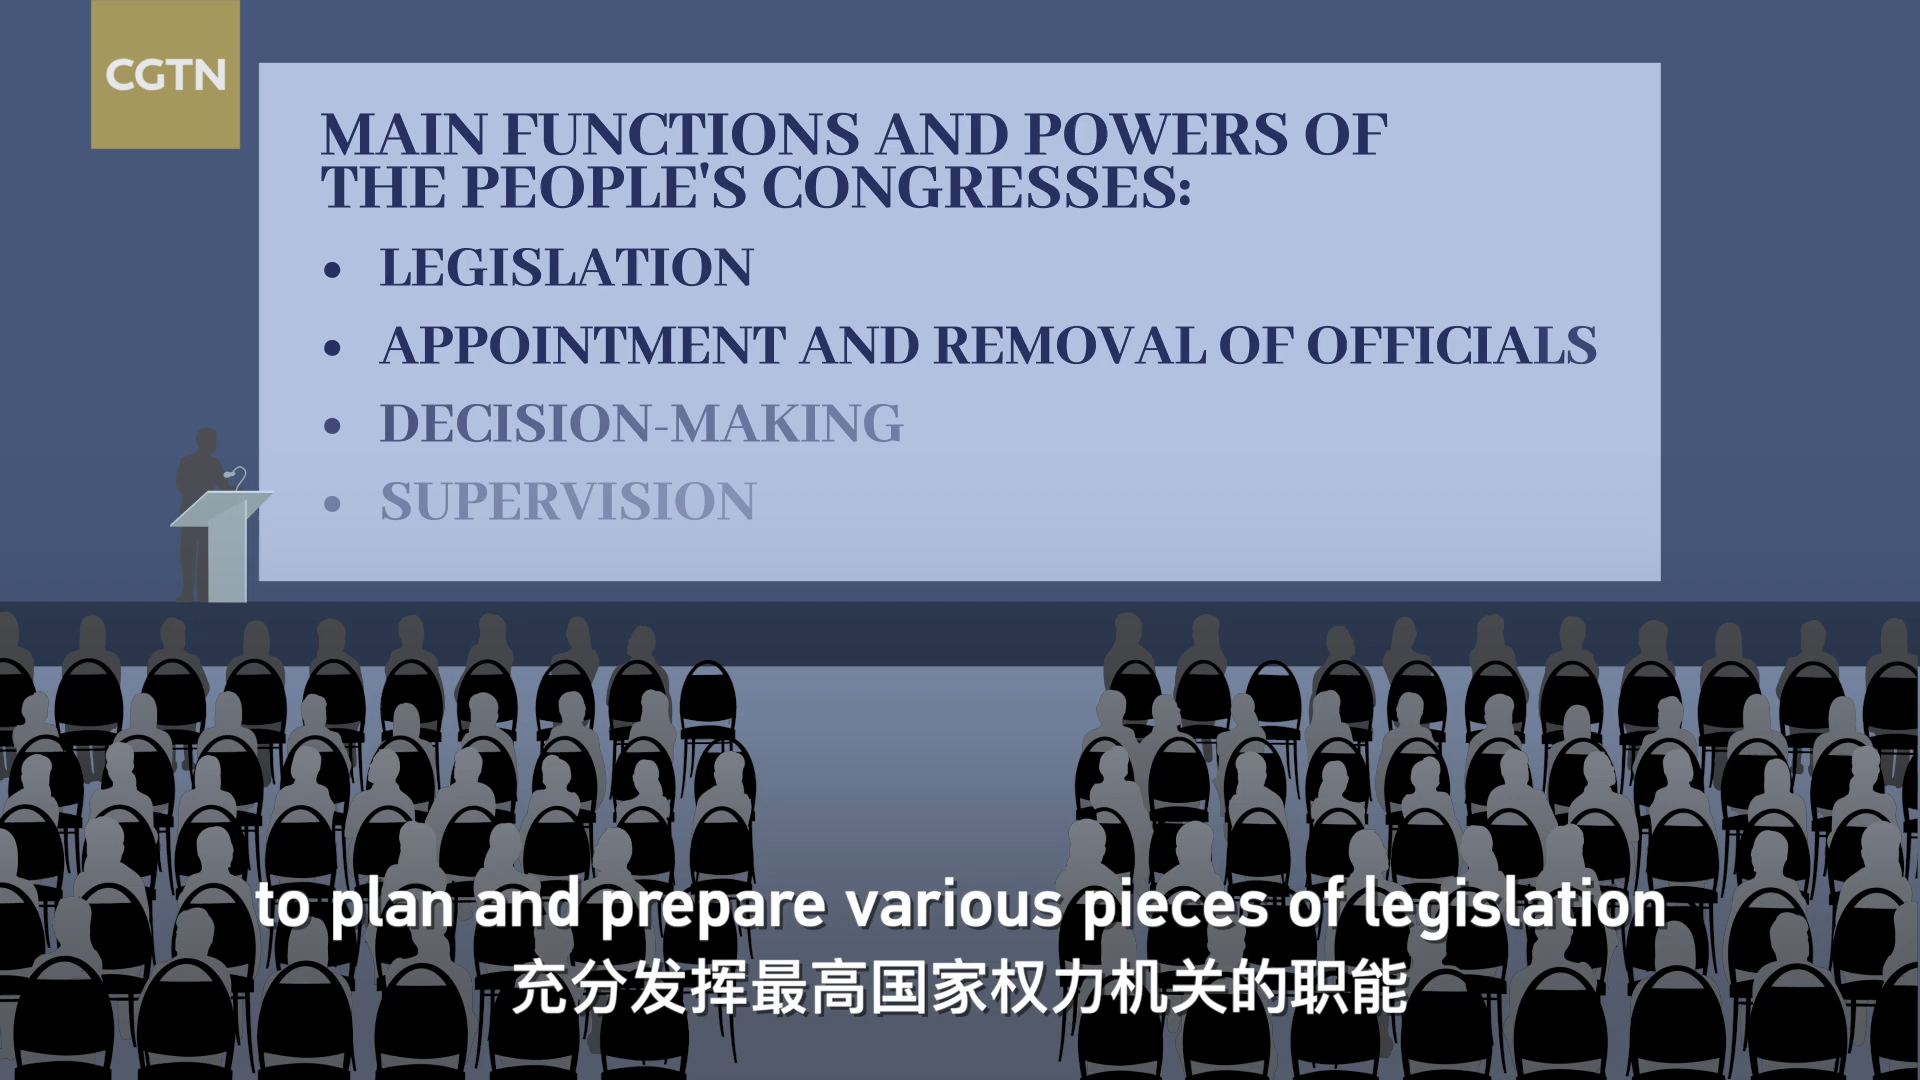 CGTN
MAIN FUNCTIONS AND POWERS OF
THE PEOPLE'S CONGRESSES:
• LEGISLATION
• APPOINTMENT AND REMOVAL OF OFFICIALS
• DECISION-MAKING
• SUPERVISION
to plan and prepare various pieces of legislation
充分发挥最高国家权力机关的职能